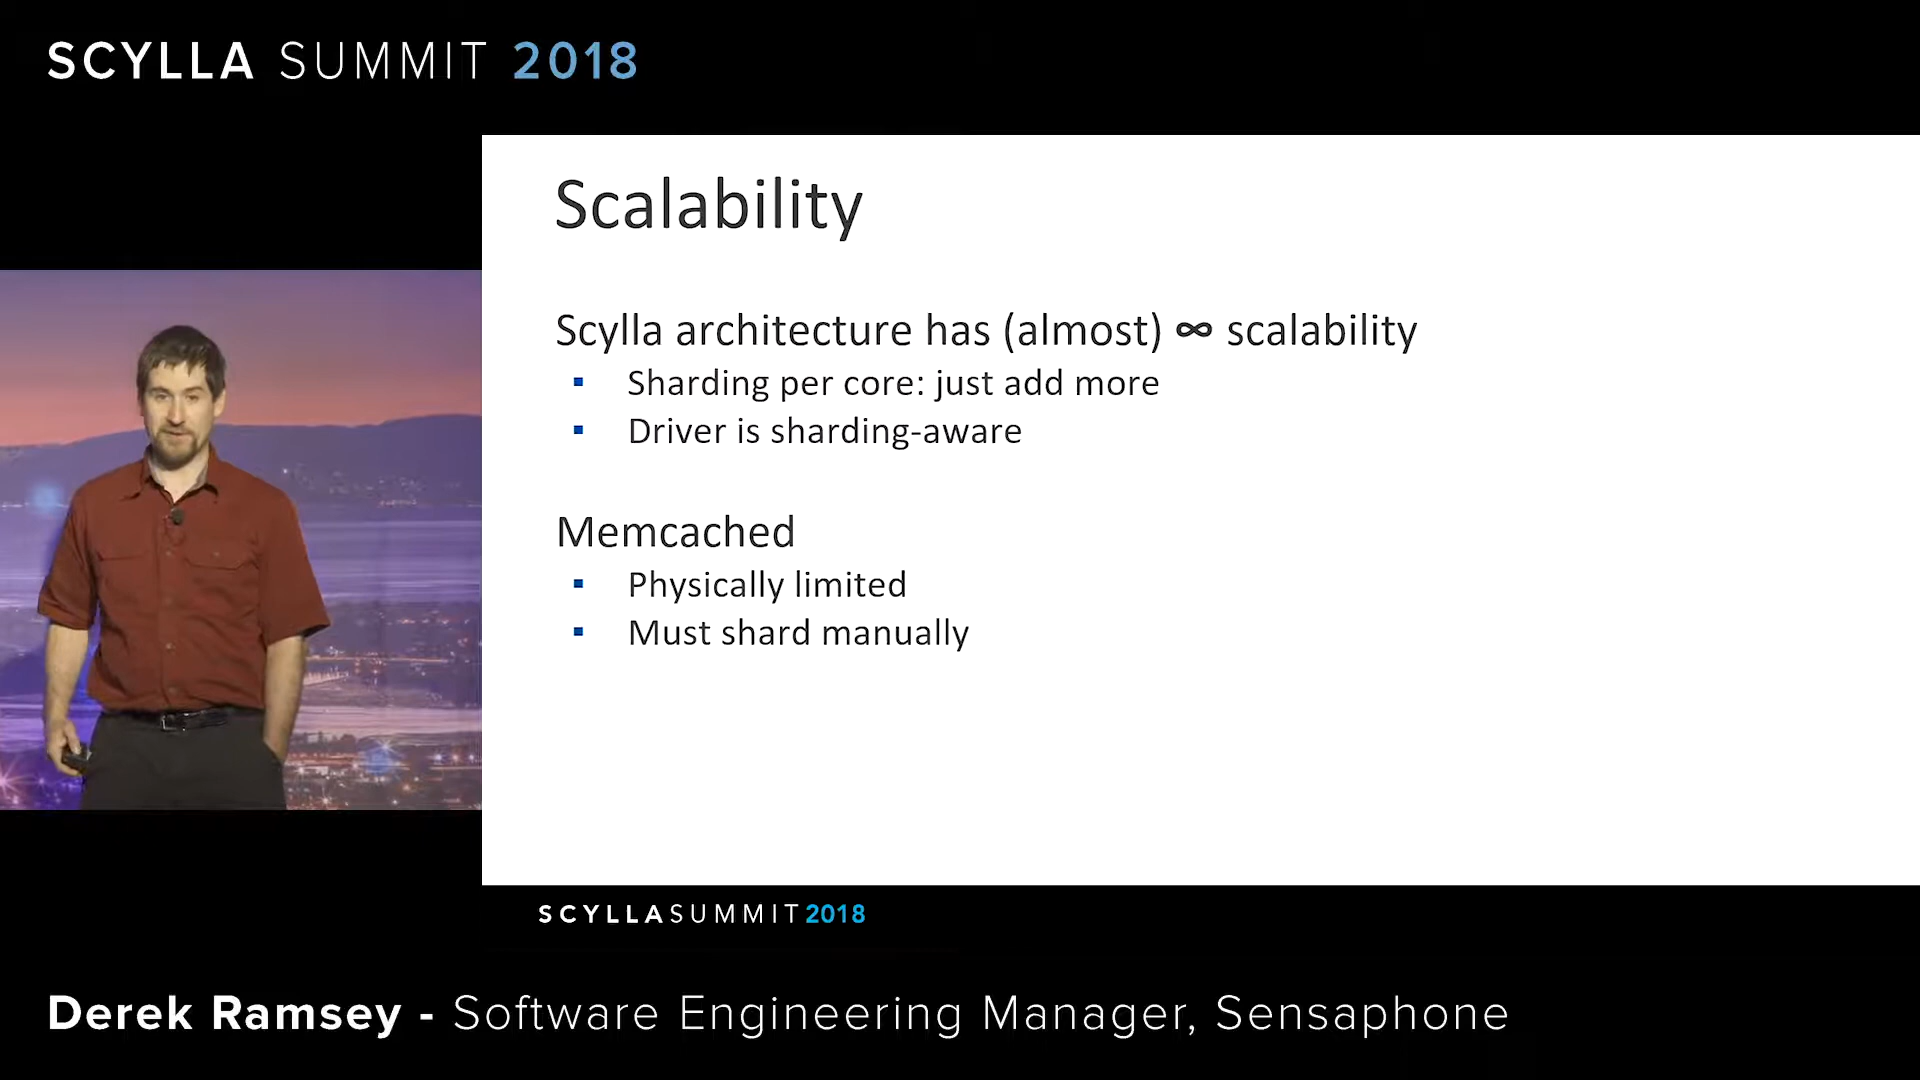 SCYLLA SUMMIT 2018
Scalability
Scylla architecture has (almost) ∞ scalability
▪ Sharding per core: just add more
▪ Driver is sharding-aware
Memcached
▪ Physically limited
▪ Must shard manually
SCYLLASUMMIT2018
Derek Ramsey - Software Engineering Manager, Sensaphone